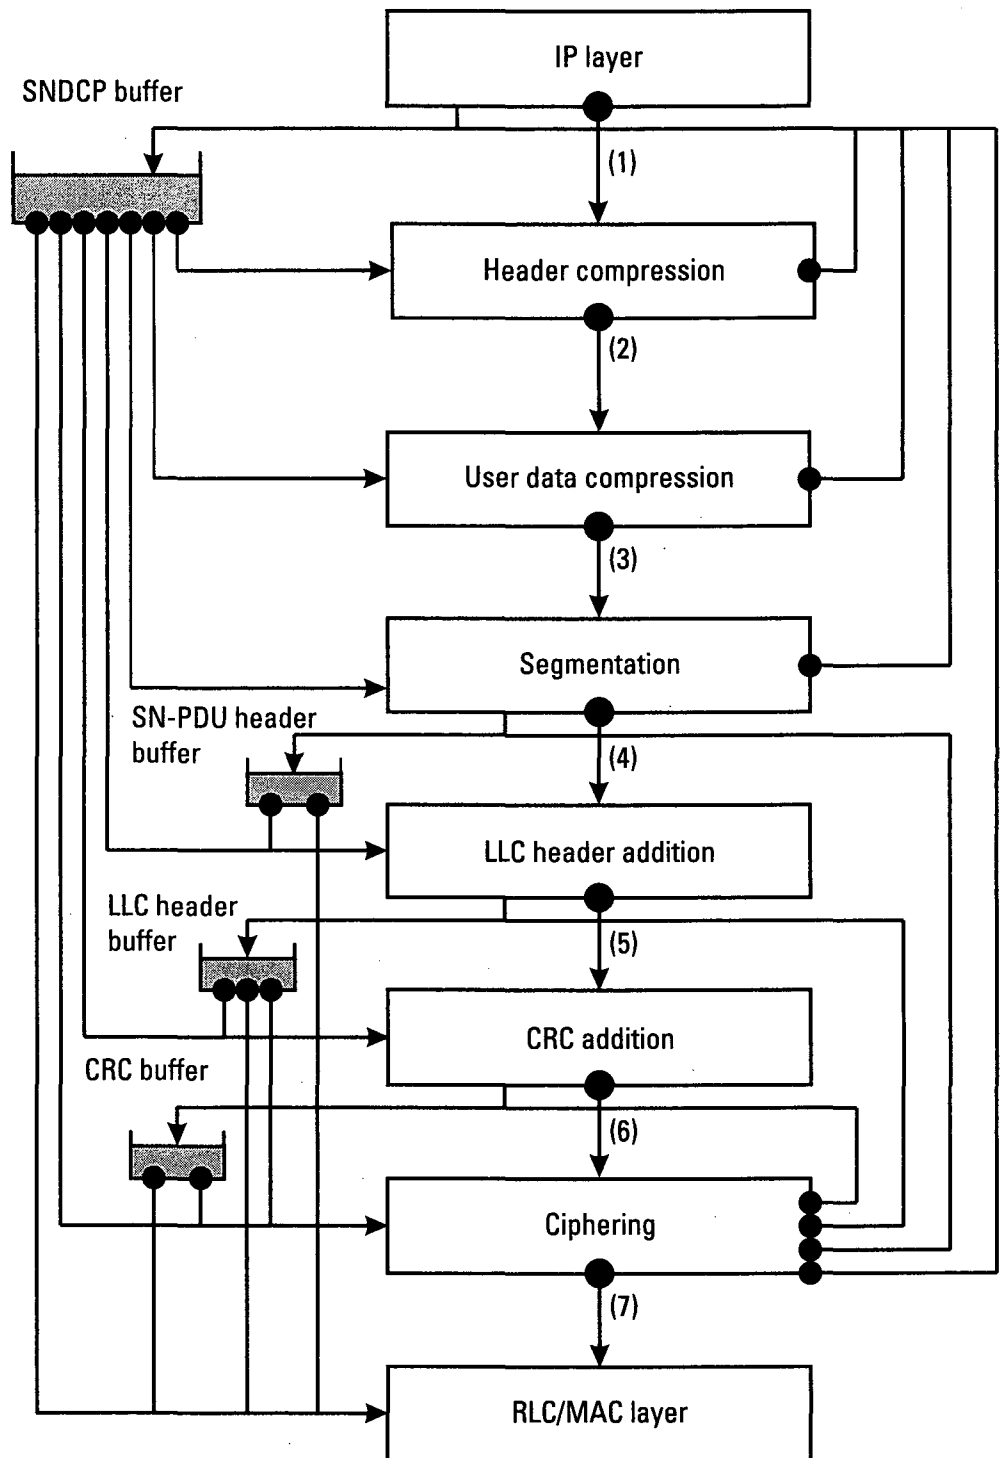 IP layer
SNDCP buffer
(1)
Header compression
(2)
User data compression
(3)
Segmentation
SN-PDU header
buffer
(4)
LLC header addition
LLC header
buffer
(5)
CRC addition
CRC buffer
(6)
Ciphering
(7)
RLC/MAC layer